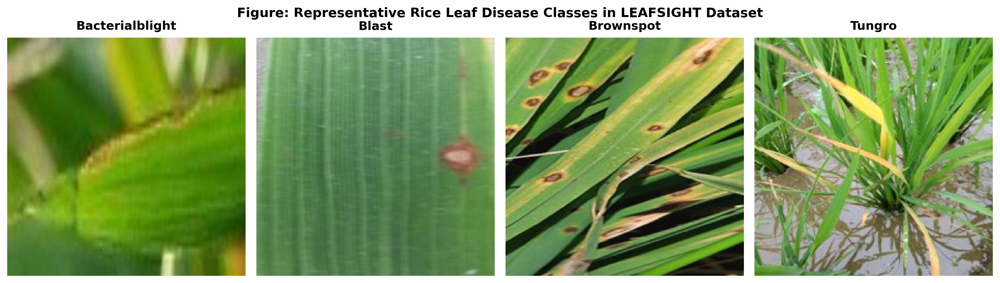 Figure: Representative Rice Leaf Disease Classes in LEAFSIGHT Dataset
Bacterialblight
Blast
Brownspot
Tungro